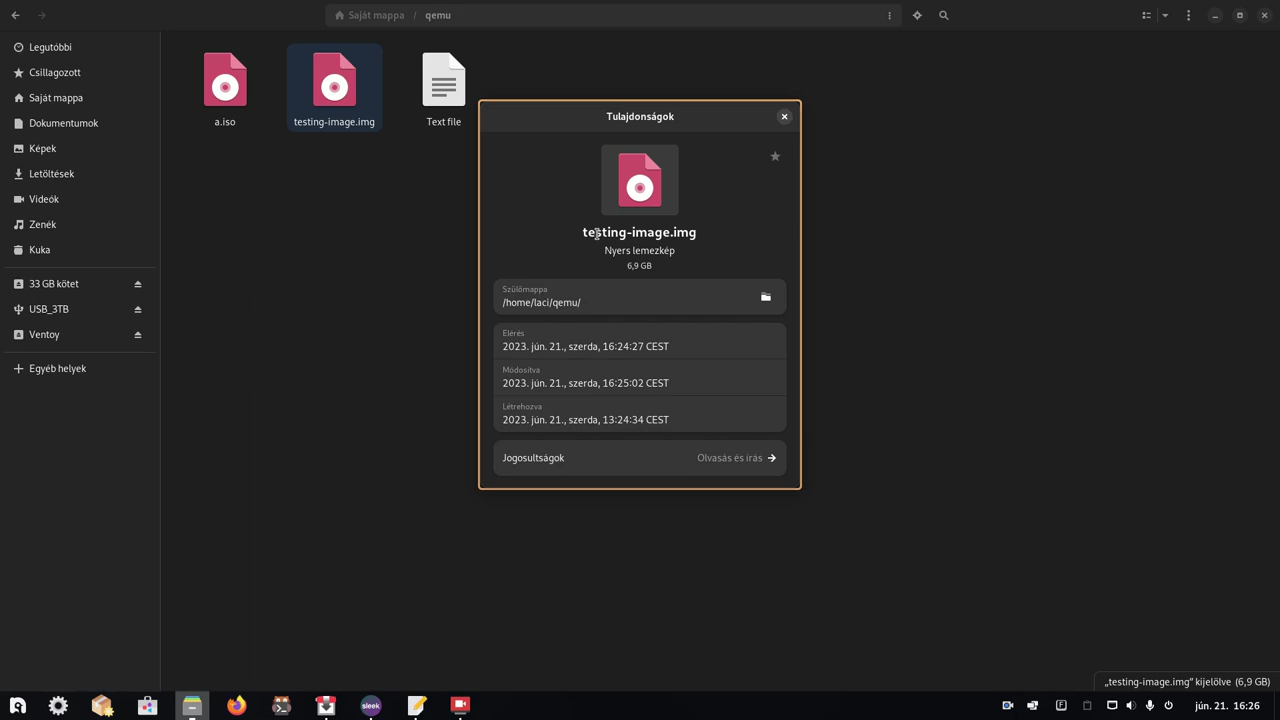 Saját mappa / qemu
Legutóbbi
Csillagozott
Saját mappa
Dokumentumok
Képek
Letöltések
Videók
Zenék
Kuka
33 GB kötet
USB_3TB
Ventoy
Egyéb helyek
a.iso
testing-image.img
Text file
Tulajdonságok
testing-image.img
Nyers lemezkép
6,9 GB
Szülőmappa
/home/laci/qemu/
Elérés
2023. jún. 21., szerda, 16:24:27 CEST
Módosítva
2023. jún. 21., szerda, 16:25:02 CEST
Létrehozva
2023. jún. 21., szerda, 13:24:34 CEST
Jogosultságok
Olvasás és írás
„testing-image.img” kijelölve (6,9 GB)
sleek
jún. 21. 16:26